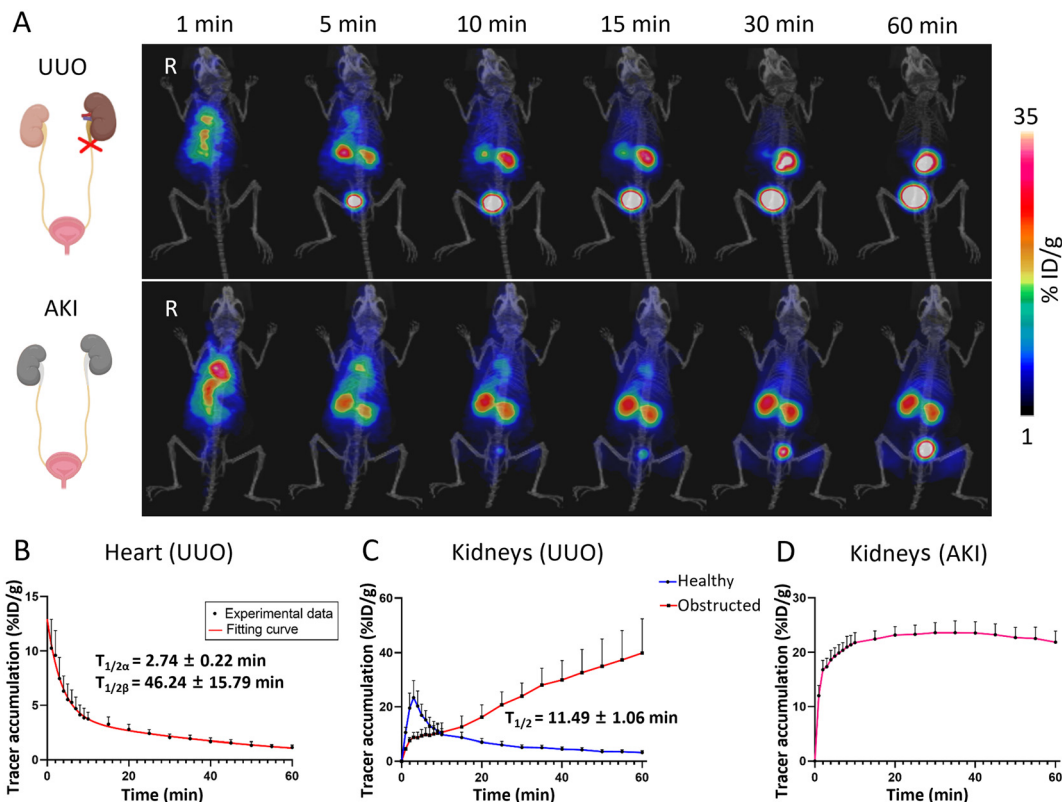 A
1 min 5 min 10 min 15 min 30 min 60 min
UUO
R
35
% ID/g
1
AKI
R
B Heart (UUO)
Tracer accumulation (%ID/g)
15
10
5
0
Experimental data
Fitting curve
T1/2α = 2.74 ± 0.22 min
T1/2β = 46.24 ± 15.79 min
0 20 40 60
Time (min)
C Kidneys (UUO)
Healthy
Obstructed
Tracer accumulation (%ID/g)
60
40
20
0
T1/2 = 11.49 ± 1.06 min
0 20 40 60
Time (min)
D Kidneys (AKI)
Tracer accumulation (%ID/g)
30
20
10
0
0 20 40 60
Time (min)